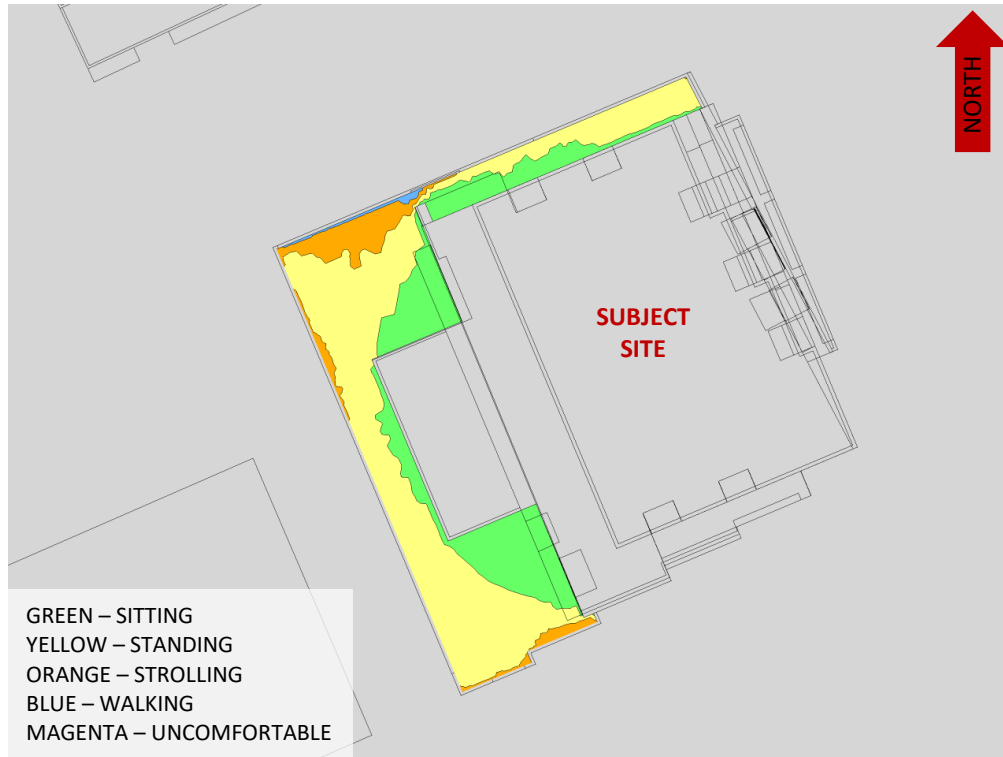 NORTH
SUBJECT
SITE
GREEN – SITTING
YELLOW – STANDING
ORANGE – STROLLING
BLUE – WALKING
MAGENTA – UNCOMFORTABLE